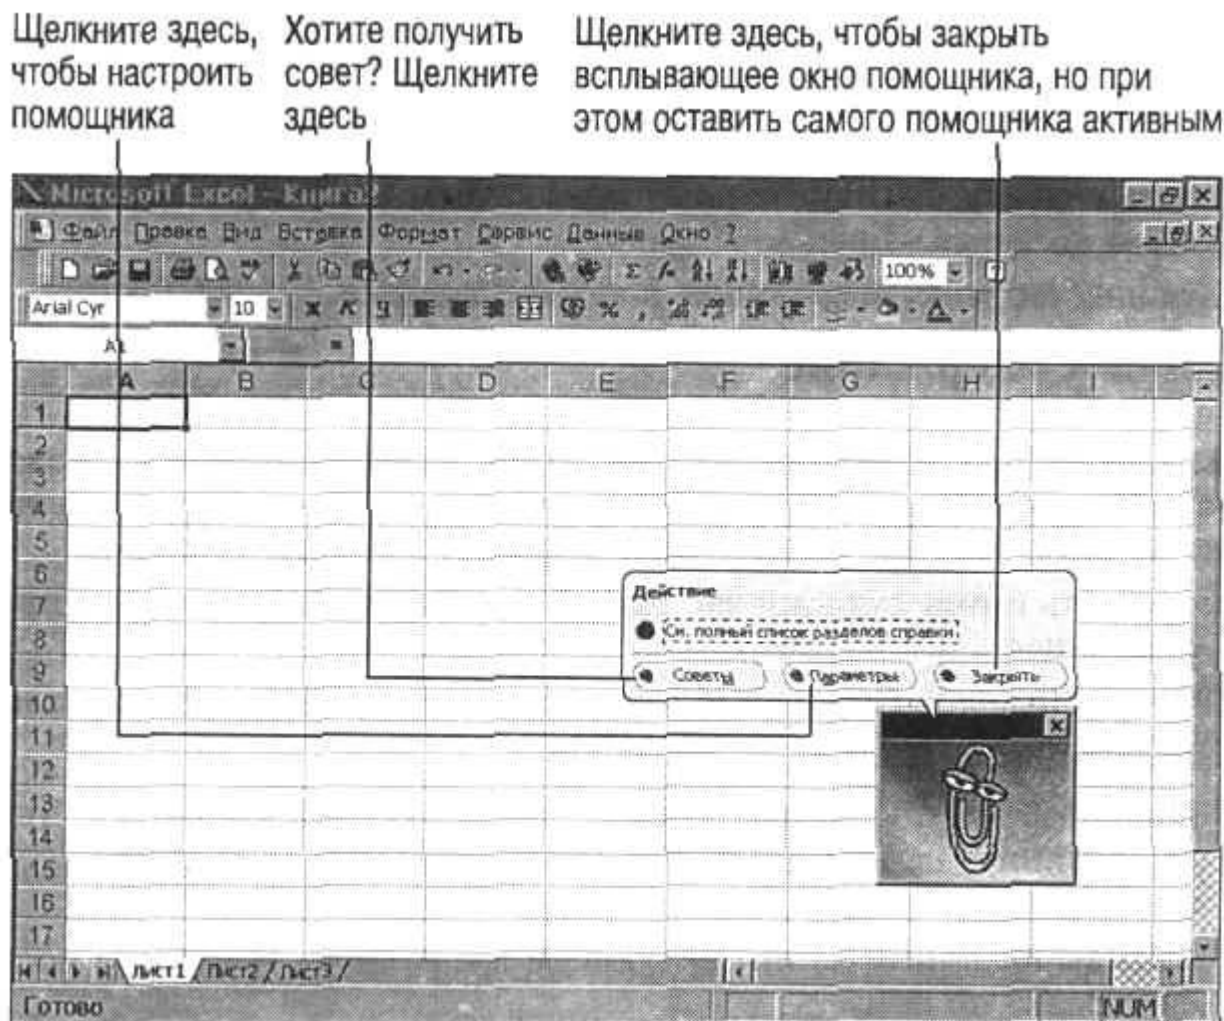 Щелкните здесь,
чтобы настроить
помощника
Хотите получить
совет? Щелкните
здесь
Щелкните здесь, чтобы закрыть
всплывающее окно помощника, но при
этом оставить самого помощника активным
Microsoft Excel - Книга2
Файл Правка Вид Вставка Формат Сервис Данные Окно ?
100%
Arial Cyr 10 Ж К Ч % ,
A1 =
A B C D E F G H I
1
2
3
4
5
6
7
8
9
10
11
12
13
14
15
16
17
Действие
См. полный список разделов справки.
Советы Параметры Закрыть
Лист1 Лист2 Лист3
Готово NUM